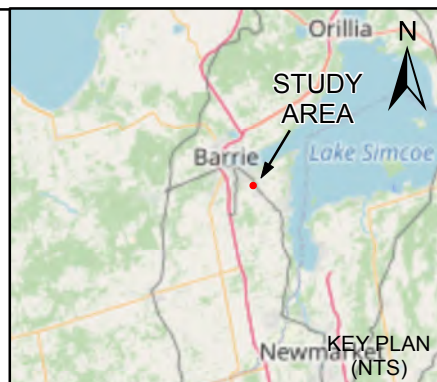 Orillia
N
STUDY
AREA
Barrie
Lake Simcoe
KEY PLAN
Newmarket
(NTS)